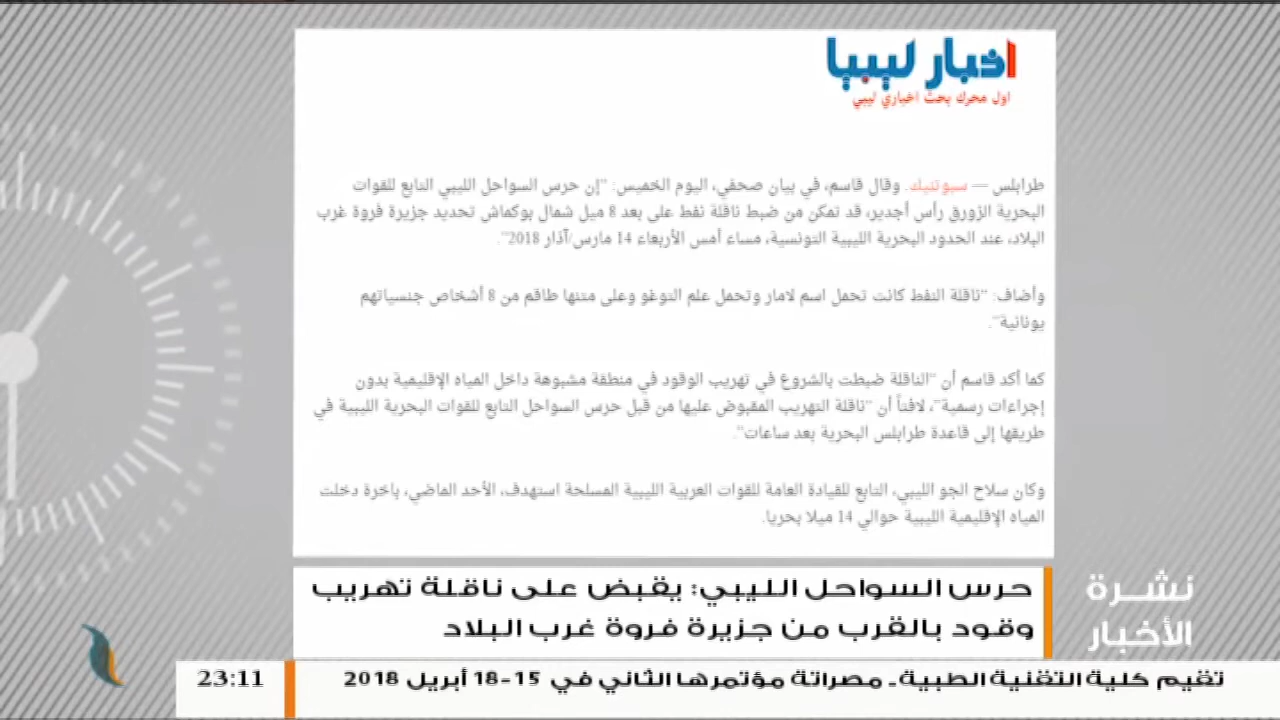 اخبار ليبيا
اول محرك بحث اخباري ليبي
طرابلس — سبوتنيك. وقال قاسم، في بيان صحفي، اليوم الخميس: "إن حرس السواحل الليبي التابع للقوات
البحرية الزورق رأس أجدير، قد تمكن من ضبط ناقلة نفط على بعد 8 ميل شمال بوكماش تحديد جزيرة فروة غرب
البلاد، عند الحدود البحرية الليبية التونسية، مساء أمس الأربعاء 14 مارس/آذار 2018".
وأضاف: "ناقلة النفط كانت تحمل اسم لامار وتحمل علم التوغو وعلى متنها طاقم من 8 أشخاص جنسياتهم
يونانية".
كما أكد قاسم أن "الناقلة ضبطت بالشروع في تهريب الوقود في منطقة مشبوهة داخل المياه الإقليمية بدون
إجراءات رسمية"، لافتاً أن "ناقلة التهريب المقبوض عليها من قبل حرس السواحل التابع للقوات البحرية الليبية في
طريقها إلى قاعدة طرابلس البحرية بعد ساعات".
وكان سلاح الجو الليبي، التابع للقيادة العامة للقوات العربية الليبية المسلحة استهدف، الأحد الماضي، باخرة دخلت
المياه الإقليمية الليبية حوالي 14 ميلا بحريا.
نشرة
الأخبار
حرس السواحل الليبي: يقبض على ناقلة تهريب
وقود بالقرب من جزيرة فروة غرب البلاد
تقيم كلية التقنية الطبية ـ مصراتة مؤتمرها الثاني في 15-18 أبريل 2018
23:11